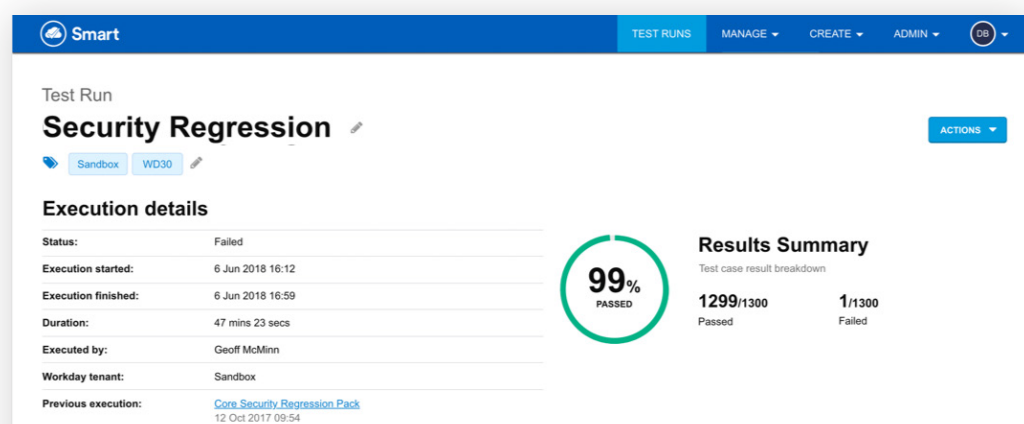 Smart TEST RUNS MANAGE CREATE ADMIN DB
Test Run
Security Regression
ACTIONS
Sandbox WD30
Execution details
Status: Failed
Execution started: 6 Jun 2018 16:12
Execution finished: 6 Jun 2018 16:59
Duration: 47 mins 23 secs
Executed by: Geoff McMinn
Workday tenant: Sandbox
Previous execution: Core Security Regression Pack
12 Oct 2017 09:54
99%
PASSED
Results Summary
Test case result breakdown
1299/1300 1/1300
Passed Failed